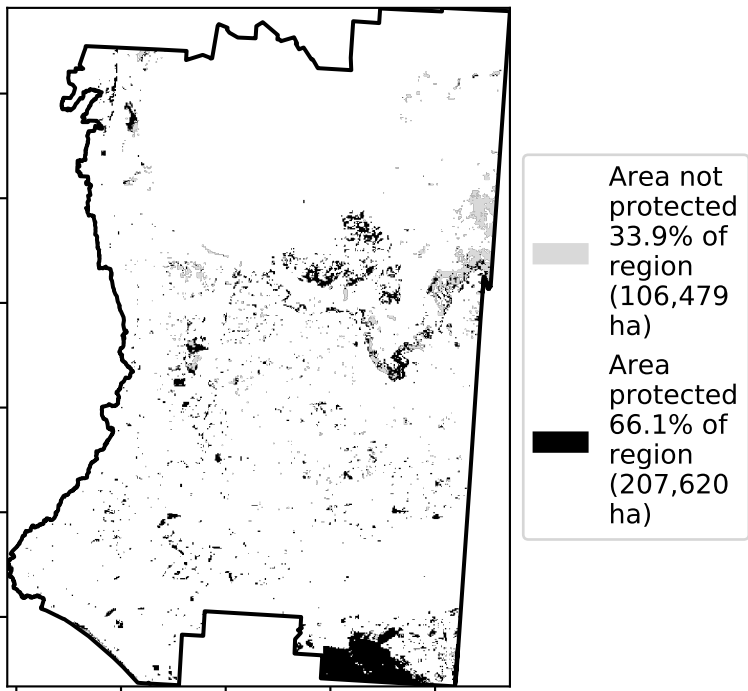 Area not
protected
33.9% of
region
(106,479
ha)
Area
protected
66.1% of
region
(207,620
ha)